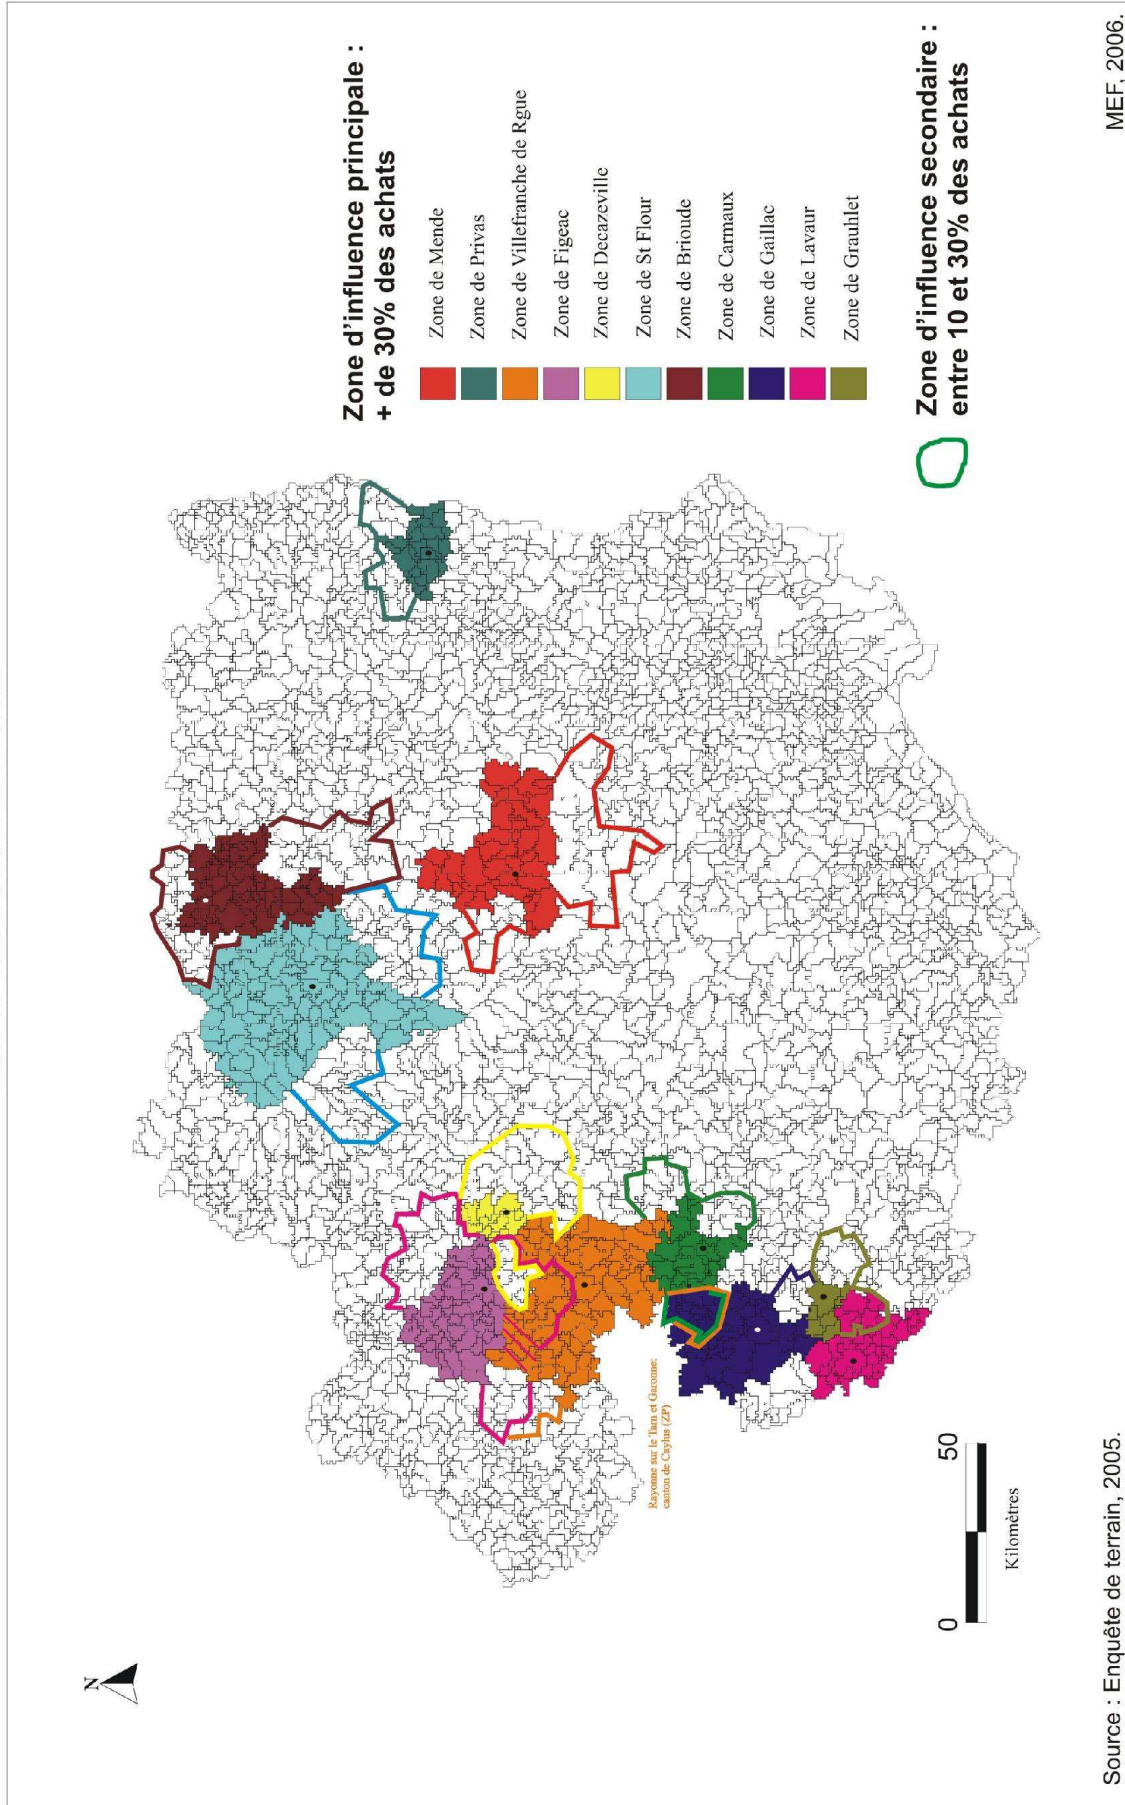 N
Zone d'influence principale :
+ de 30% des achats
Zone de Mende
Zone de Privas
Zone de Villefranche de Rgue
Zone de Figeac
Zone de Decazeville
Zone de St Flour
Zone de Brioude
Zone de Carmaux
Zone de Gaillac
Zone de Lavaur
Zone de Grauhlet
Zone d'influence secondaire :
entre 10 et 30% des achats
Rayonne sur le Tarn et Garonne:
canton de Caylus (ZP)
0 50
Kilomètres
Source : Enquête de terrain, 2005.
MEF, 2006.